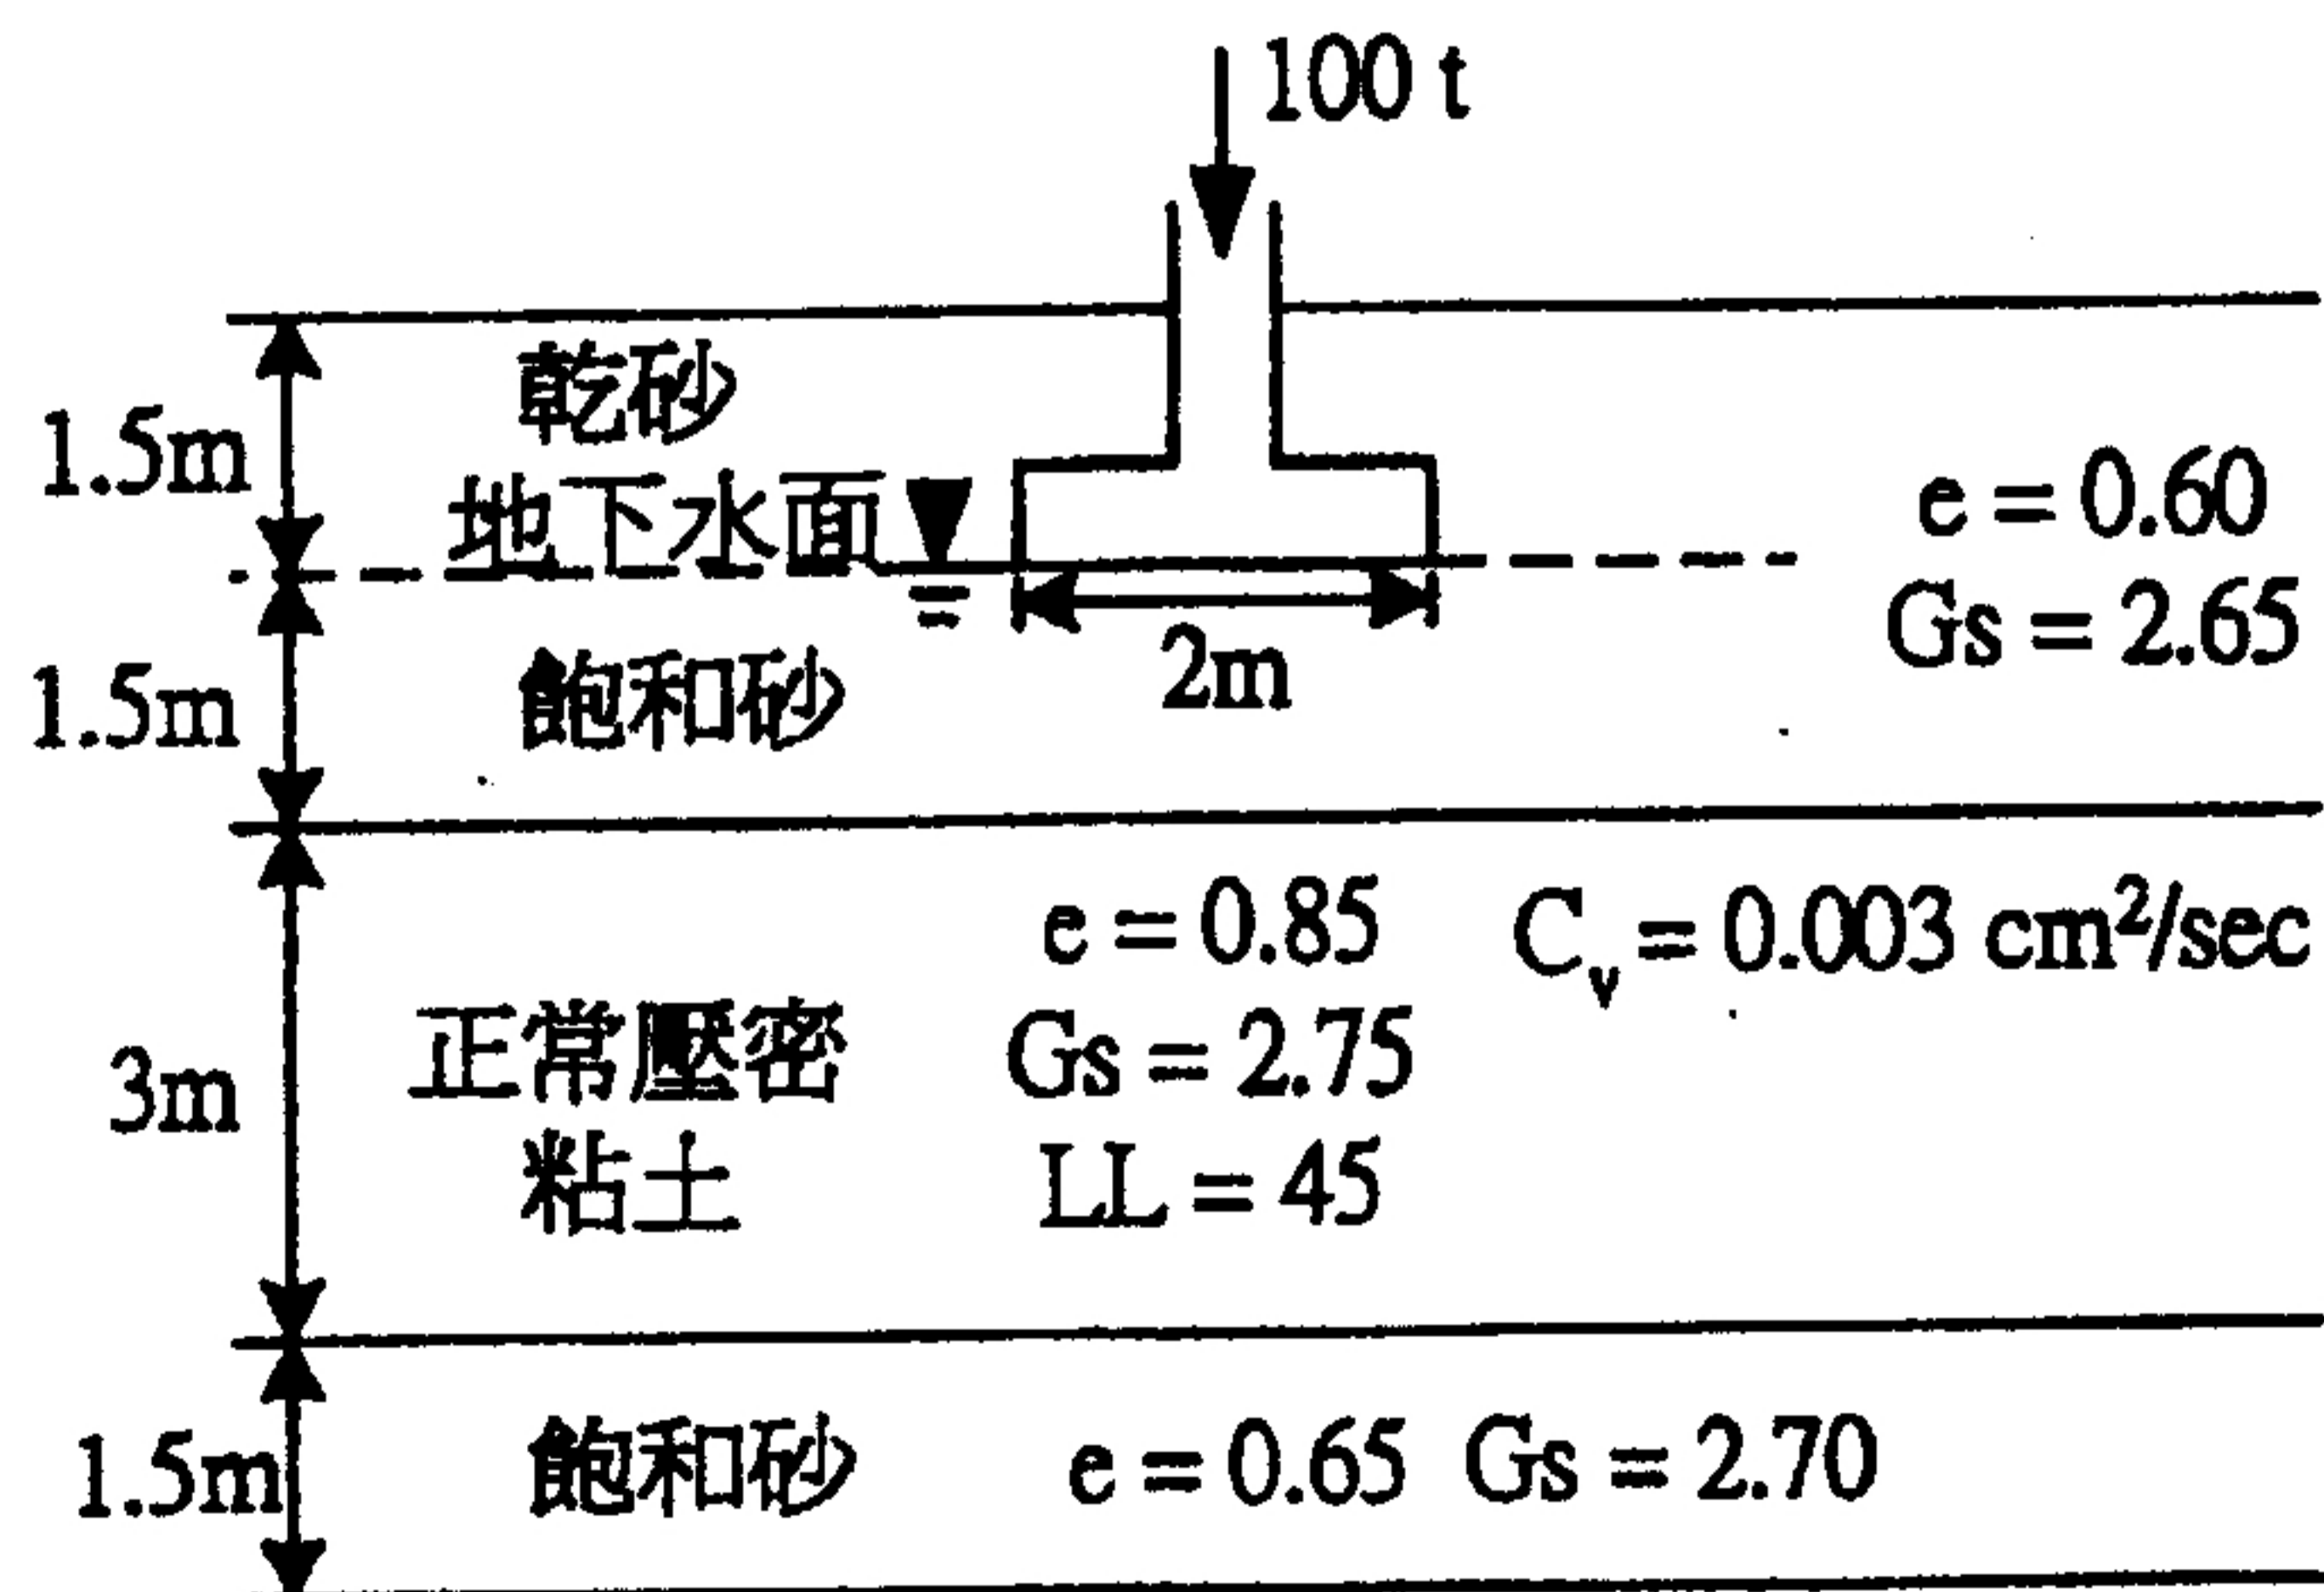 100 t
乾砂
1.5m
地下水面
e = 0.60
Gs = 2.65
2m
1.5m
飽和砂
e = 0.85
Cv = 0.003 cm²/sec
正常壓密
Gs = 2.75
3m
粘土
LL = 45
1.5m
飽和砂
e = 0.65
Gs = 2.70